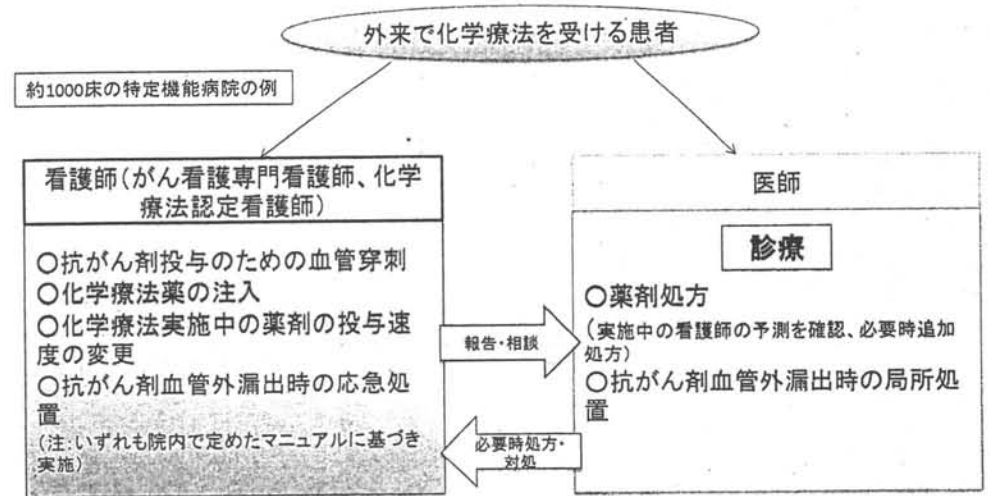 外来で化学療法を受ける患者
約1000床の特定機能病院の例
看護師(がん看護専門看護師、化学
療法認定看護師)
○抗がん剤投与のための血管穿刺
○化学療法薬の注入
○化学療法実施中の薬剤の投与速
度の変更
○抗がん剤血管外漏出時の応急処
置
(注:いずれも院内で定めたマニュアルに基づき
実施)
報告・相談
必要時処方・
対処
医師
診療
○薬剤処方
(実施中の看護師の予測を確認、必要時追加
処方)
○抗がん剤血管外漏出時の局所処
置